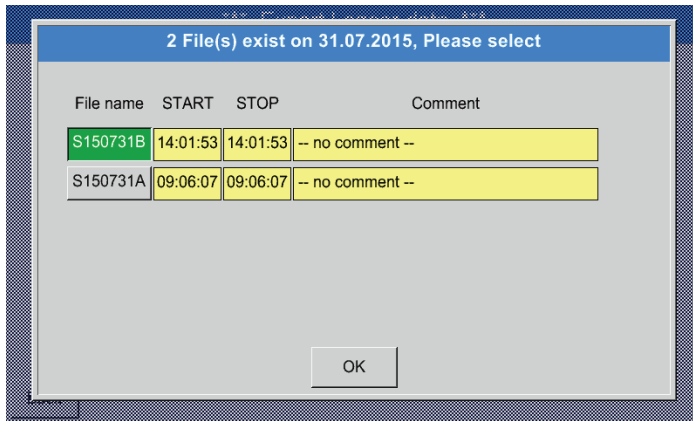 2 File(s) exist on 31.07.2015, Please select
File name START STOP Comment
S150731B 14:01:53 14:01:53 -- no comment --
S150731A 09:06:07 09:06:07 -- no comment --
OK